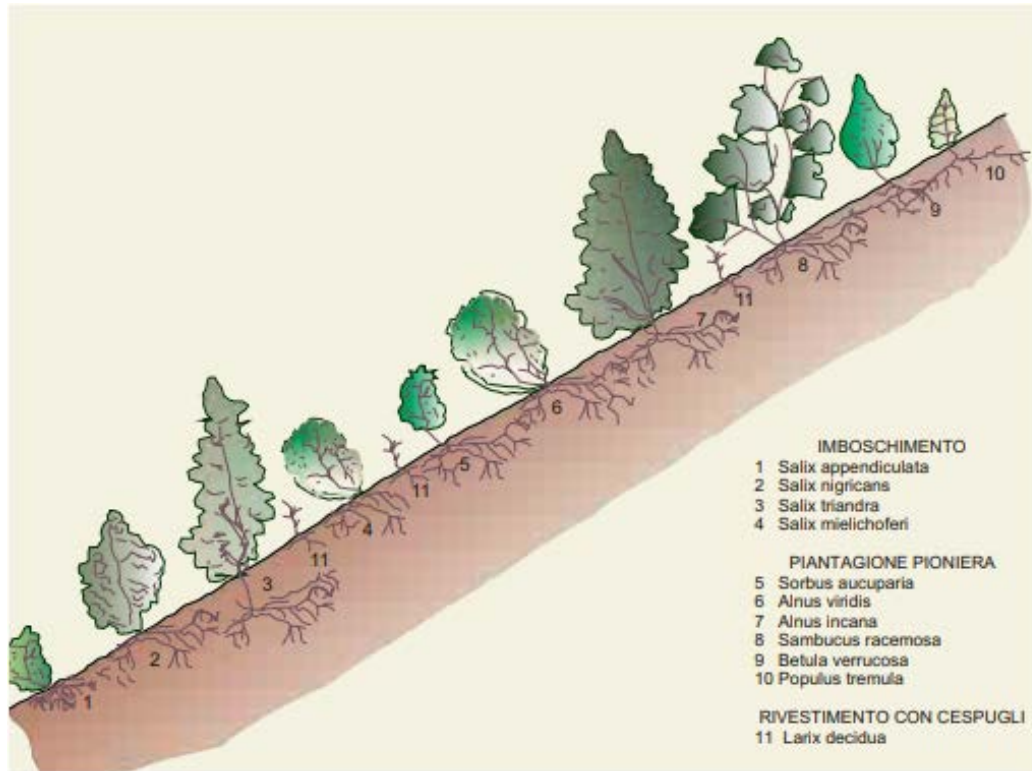 10
9
8
11
7
6
5
11
4
11
3
2
1
IMBOSCHIMENTO
1 Salix appendiculata
2 Salix nigricans
3 Salix triandra
4 Salix mielichoferi
PIANTAGIONE PIONIERA
5 Sorbus aucuparia
6 Alnus viridis
7 Alnus incana
8 Sambucus racemosa
9 Betula verrucosa
10 Populus tremula
RIVESTIMENTO CON CESPUGLI
11 Larix decidua